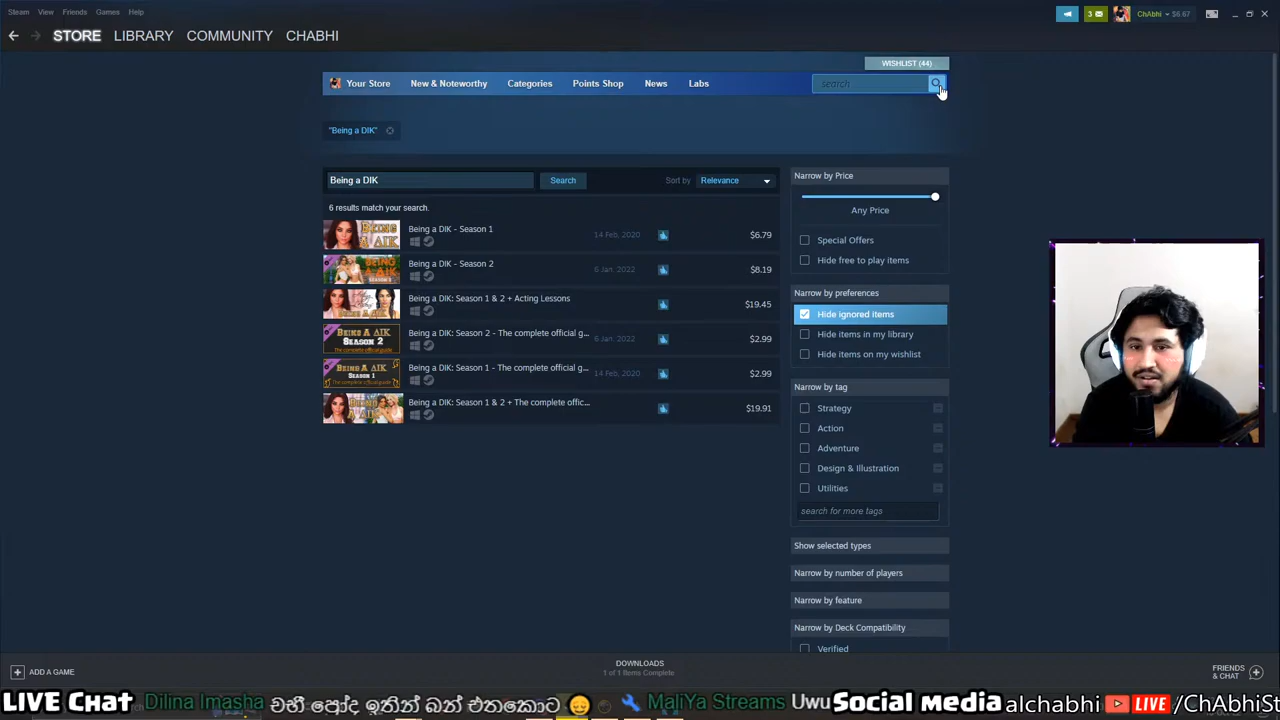 Steam View Friends Games Help
3 ChAbhi $6.67
STORE LIBRARY COMMUNITY CHABHI
WISHLIST (44)
Your Store New & Noteworthy Categories Points Shop News Labs search
"Being a DIK"
Being a DIK Search Sort by Relevance
6 results match your search.
Being a DIK - Season 1 14 Feb, 2020 $6.79
Being a DIK - Season 2 6 Jan, 2022 $8.19
Being a DIK: Season 1 & 2 + Acting Lessons $19.45
Being a DIK: Season 2 - The complete official g... 6 Jan, 2022 $2.99
Being a DIK: Season 1 - The complete official g... 14 Feb, 2020 $2.99
Being a DIK: Season 1 & 2 + The complete offic... $19.91
Narrow by Price
Any Price
Special Offers
Hide free to play items
Narrow by preferences
Hide ignored items
Hide items in my library
Hide items on my wishlist
Narrow by tag
Strategy
Action
Adventure
Design & Illustration
Utilities
search for more tags
Show selected types
Narrow by number of players
Narrow by feature
Narrow by Deck Compatibility
Verified
ADD A GAME
DOWNLOADS
1 of 1 Items Complete
FRIENDS
& CHAT
LIVE Chat Dilina Imasha චභී පෝද ඉතින් බන් එතකොට MaliYa Streams Uwu Social Media alchabhi LIVE /ChAbhiSt